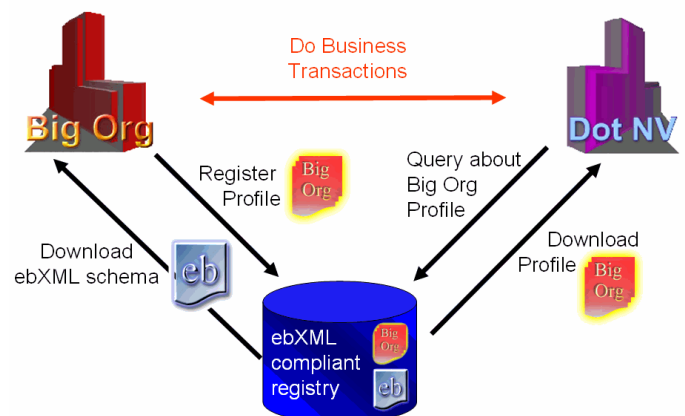 Do Business
Transactions
Big Org
Dot NV
Register
Profile
Big
Org
Query about
Big Org
Profile
Download
ebXML schema
eb
Download
Profile
Big
Org
ebXML
compliant
registry
Big
Org
eb